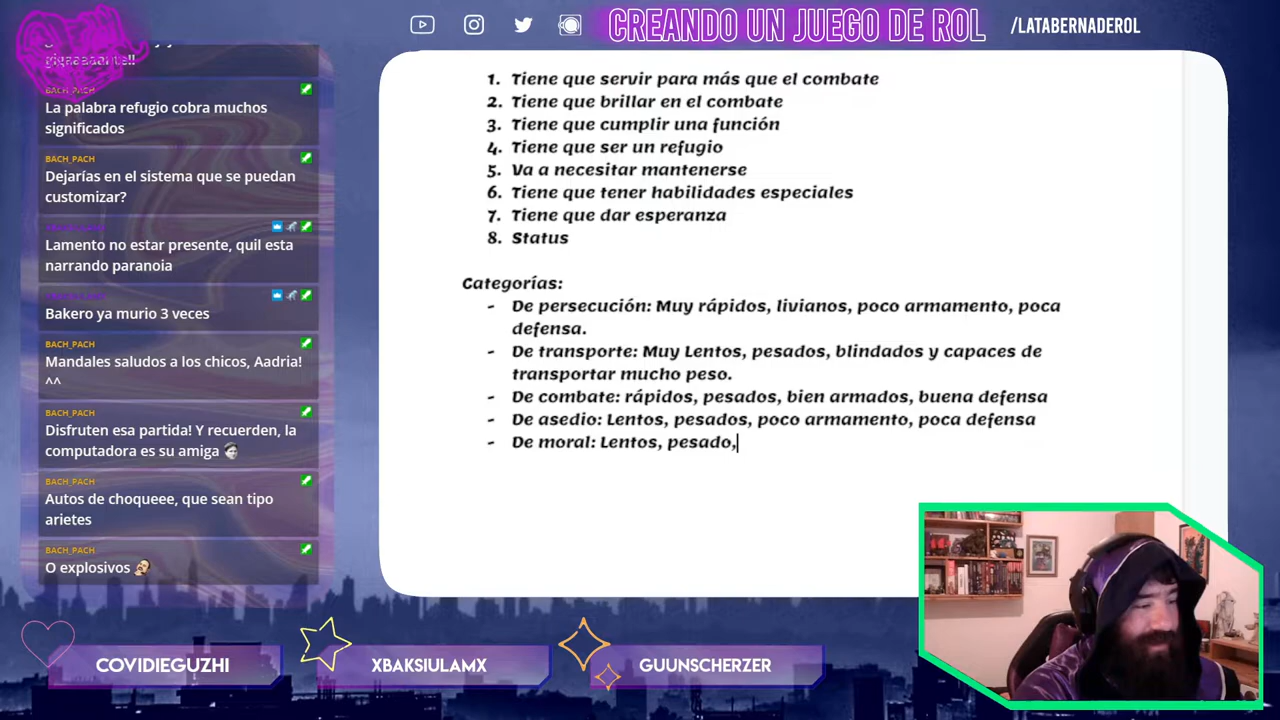 CREANDO UN JUEGO DE ROL
/LATABERNADEROL
BACH_PACH
La palabra refugio cobra muchos
significados
BACH_PACH
Dejarías en el sistema que se puedan
customizar?
Lamento no estar presente, quil esta
narrando paranoia
Bakero ya murio 3 veces
BACH_PACH
Mandales saludos a los chicos, Aadria!
^^
BACH_PACH
Disfruten esa partida! Y recuerden, la
computadora es su amiga
BACH_PACH
Autos de choqueee, que sean tipo
arietes
BACH_PACH
O explosivos
1. Tiene que servir para más que el combate
2. Tiene que brillar en el combate
3. Tiene que cumplir una función
4. Tiene que ser un refugio
5. Va a necesitar mantenerse
6. Tiene que tener habilidades especiales
7. Tiene que dar esperanza
8. Status
Categorías:
- De persecución: Muy rápidos, livianos, poco armamento, poca
defensa.
- De transporte: Muy Lentos, pesados, blindados y capaces de
transportar mucho peso.
- De combate: rápidos, pesados, bien armados, buena defensa
- De asedio: Lentos, pesados, poco armamento, poca defensa
- De moral: Lentos, pesado,
COVIDIEGUZHI
XBAKSIULAMX
GUUNSCHERZER